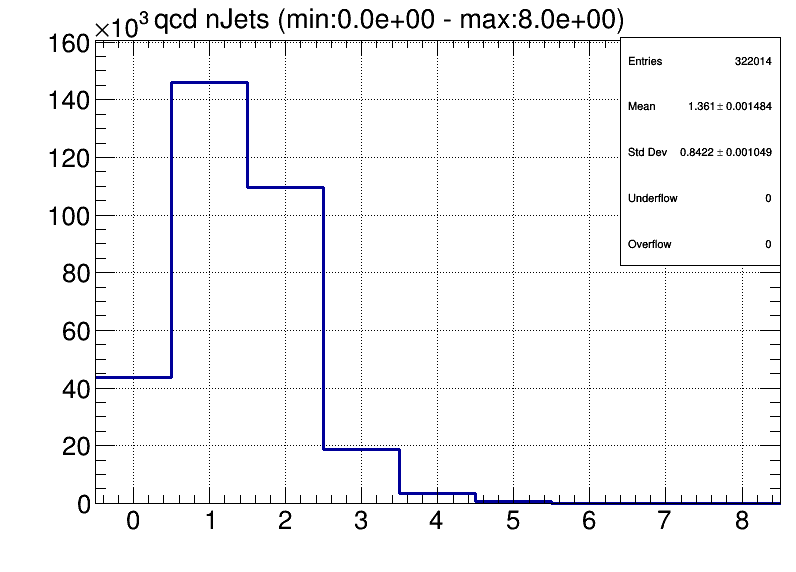 ×10³ qcd nJets (min:0.0e+00 - max:8.0e+00)
160
140
120
100
80
60
40
20
0
Entries 322014
Mean 1.361 ± 0.001484
Std Dev 0.8422 ± 0.001049
Underflow 0
Overflow 0
0 1 2 3 4 5 6 7 8